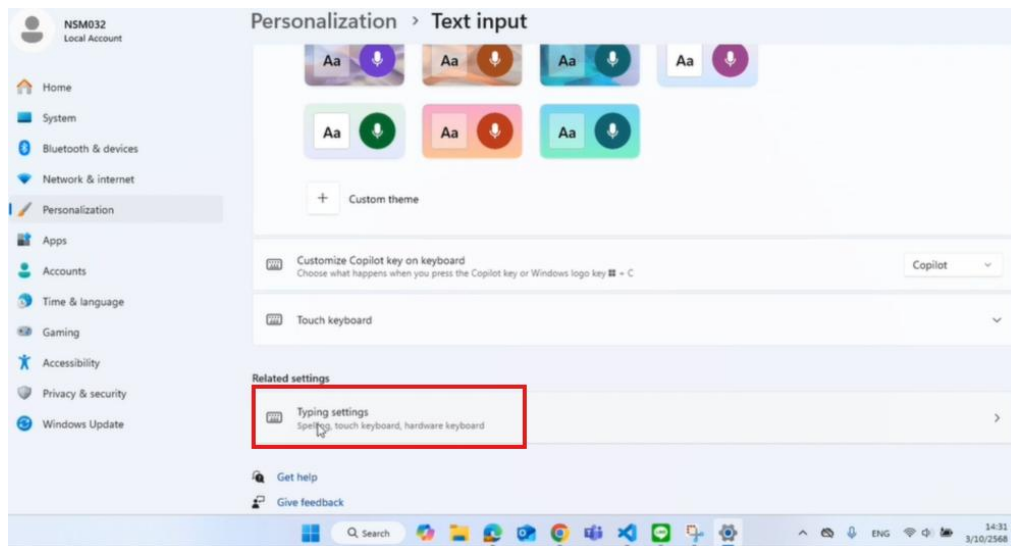 NSM032
Local Account
Home
System
Bluetooth & devices
Network & internet
Personalization
Apps
Accounts
Time & language
Gaming
Accessibility
Privacy & security
Windows Update
Personalization > Text input
Aa Aa Aa Aa
Aa Aa Aa
+ Custom theme
Customize Copilot key on keyboard
Choose what happens when you press the Copilot key or Windows logo key + C
Copilot
Touch keyboard
Related settings
Typing settings
Spelling, touch keyboard, hardware keyboard
Get help
Give feedback
Search
ENG
14:31
3/10/2568